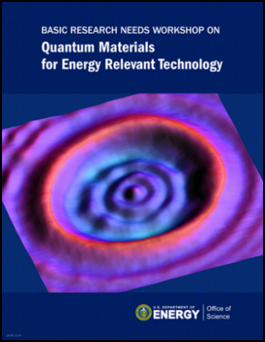 BASIC RESEARCH NEEDS WORKSHOP ON
Quantum Materials
for Energy Relevant Technology
U.S. DEPARTMENT OF
ENERGY
Office of
Science